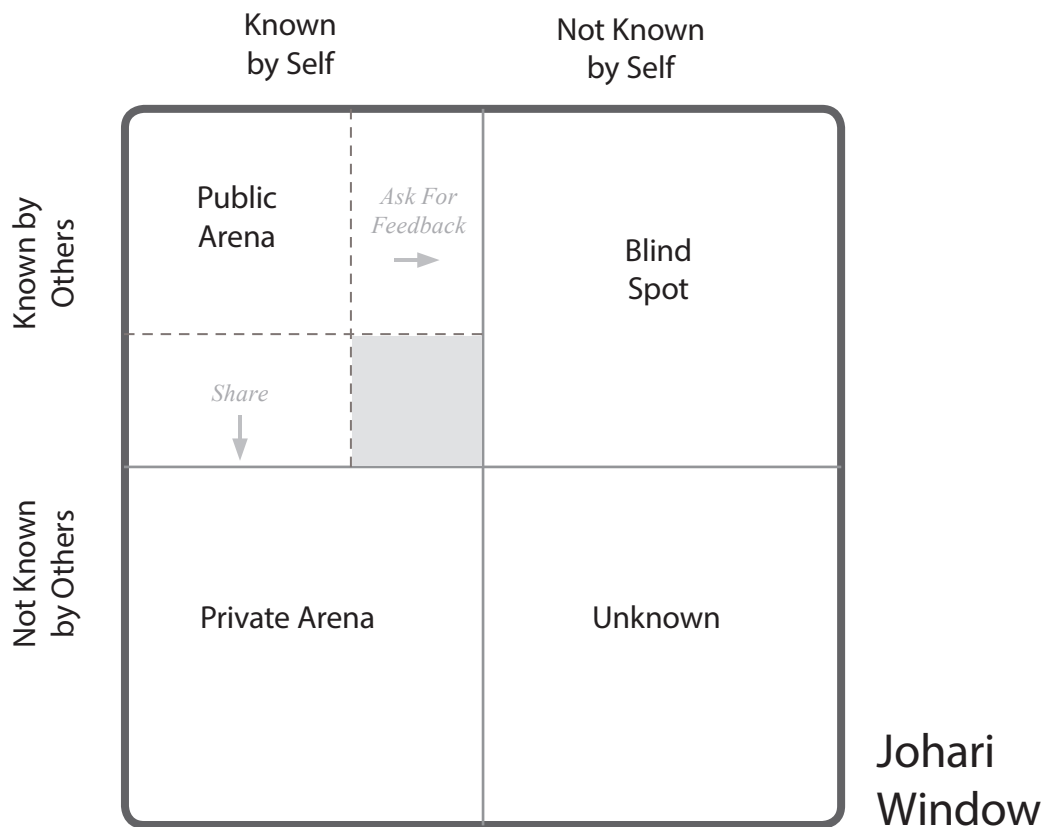 Known
by Self
Not Known
by Self
Known by
Others
Public
Arena
Ask For
Feedback
Blind
Spot
Share
Not Known
by Others
Private Arena
Unknown
Johari
Window